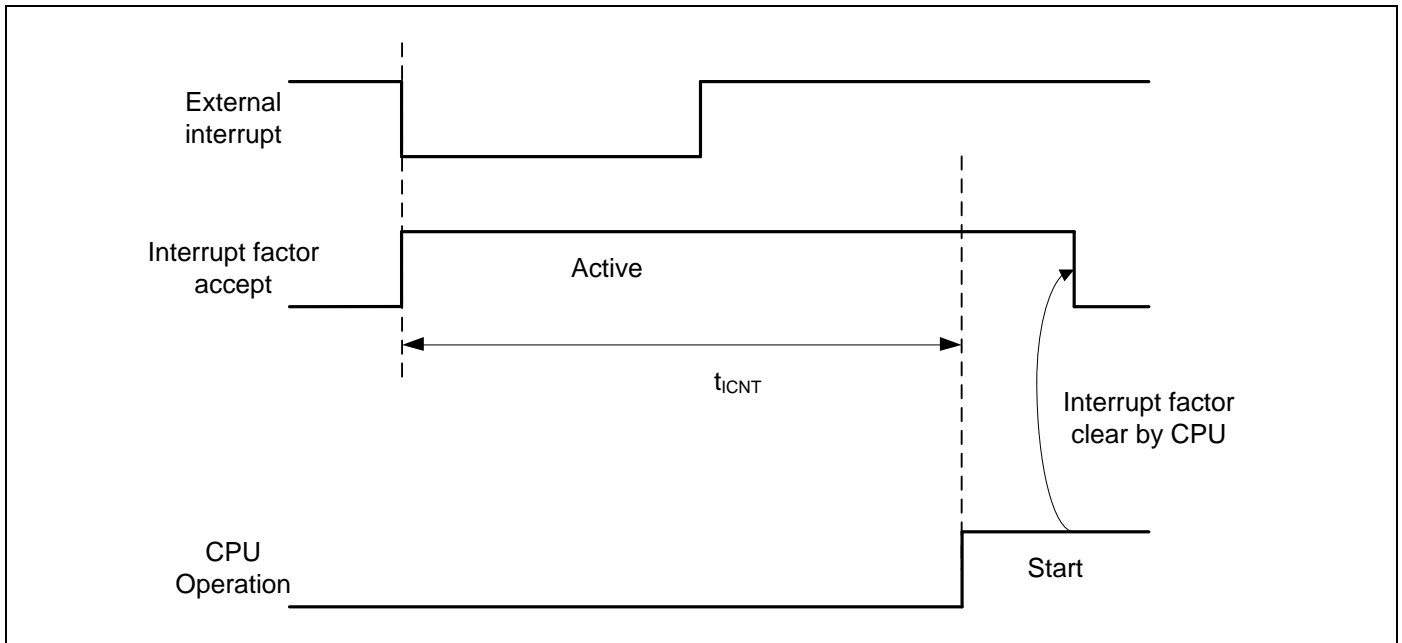 External
interrupt
Interrupt factor
accept
Active
tICNT
Interrupt factor
clear by CPU
CPU
Operation
Start